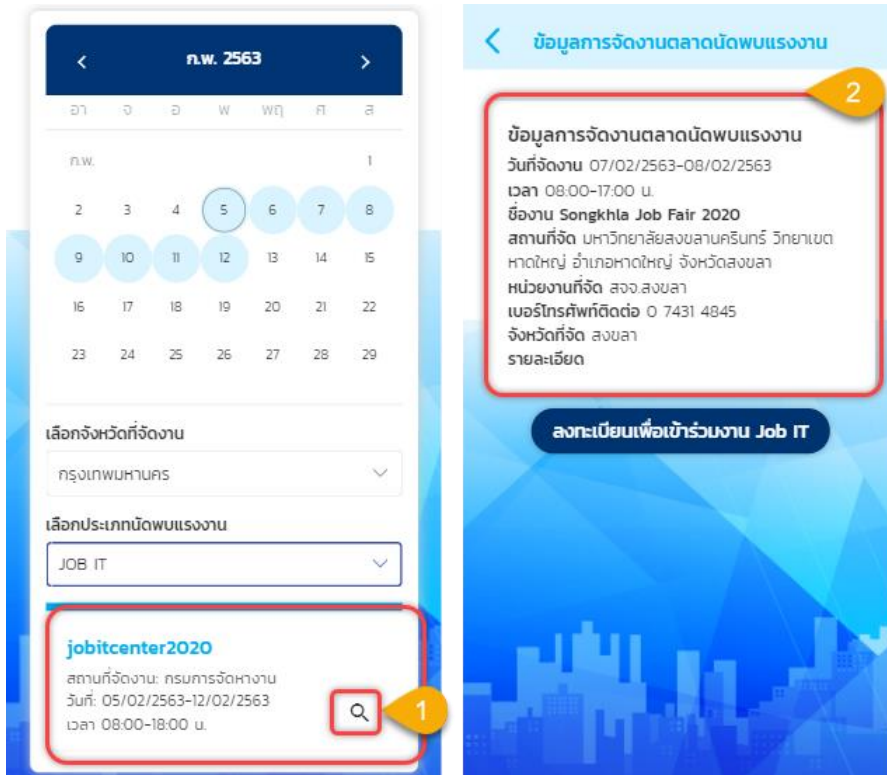 ก.พ. 2563
อา จ อ พ พฤ ศ ส
ก.พ. 1
2 3 4 5 6 7 8
9 10 11 12 13 14 15
16 17 18 19 20 21 22
23 24 25 26 27 28 29
เลือกจังหวัดที่จัดงาน
กรุงเทพมหานคร
เลือกประเภทนัดพบแรงงาน
JOB IT
jobitcenter2020
สถานที่จัดงาน: กรมการจัดหางาน
วันที่: 05/02/2563-12/02/2563
เวลา 08:00-18:00 น.
1
ข้อมูลการจัดงานตลาดนัดพบแรงงาน
2
ข้อมูลการจัดงานตลาดนัดพบแรงงาน
วันที่จัดงาน 07/02/2563-08/02/2563
เวลา 08:00-17:00 น.
ชื่องาน Songkhla Job Fair 2020
สถานที่จัด มหาวิทยาลัยสงขลานครินทร์ วิทยาเขต
หาดใหญ่ อำเภอหาดใหญ่ จังหวัดสงขลา
หน่วยงานที่จัด สจจ.สงขลา
เบอร์โทรศัพท์ติดต่อ 0 7431 4845
จังหวัดที่จัด สงขลา
รายละเอียด
ลงทะเบียนเพื่อเข้าร่วมงาน Job IT